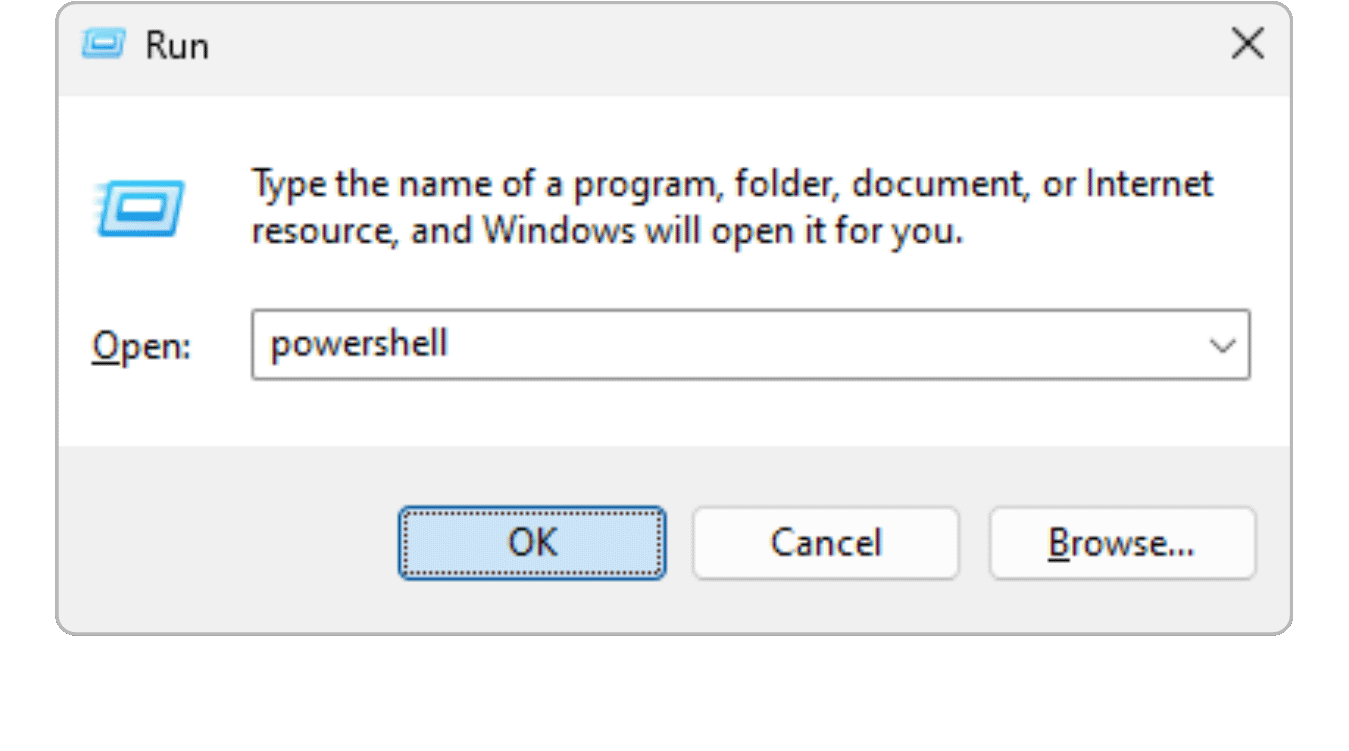 Run
Type the name of a program, folder, document, or Internet
resource, and Windows will open it for you.
Open: powershell
OK Cancel Browse...